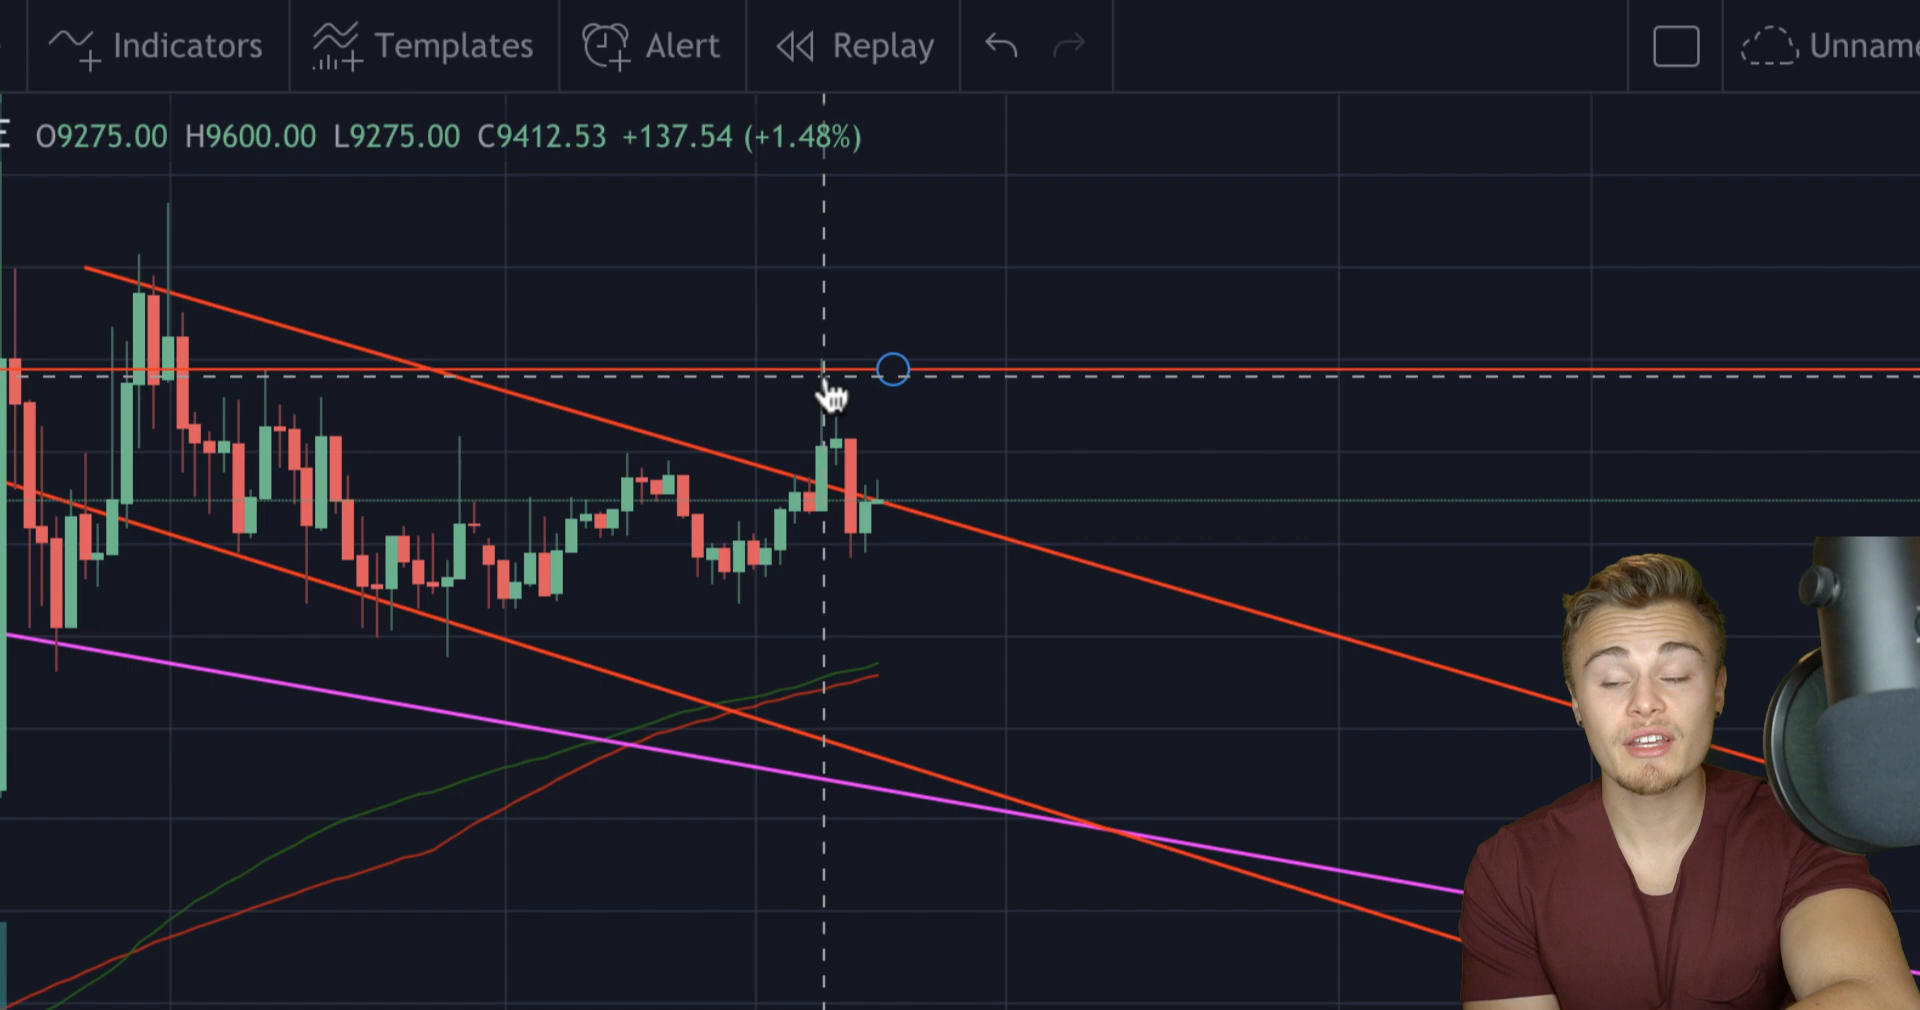 Indicators Templates Alert Replay Unname
E O9275.00 H9600.00 L9275.00 C9412.53 +137.54 (+1.48%)